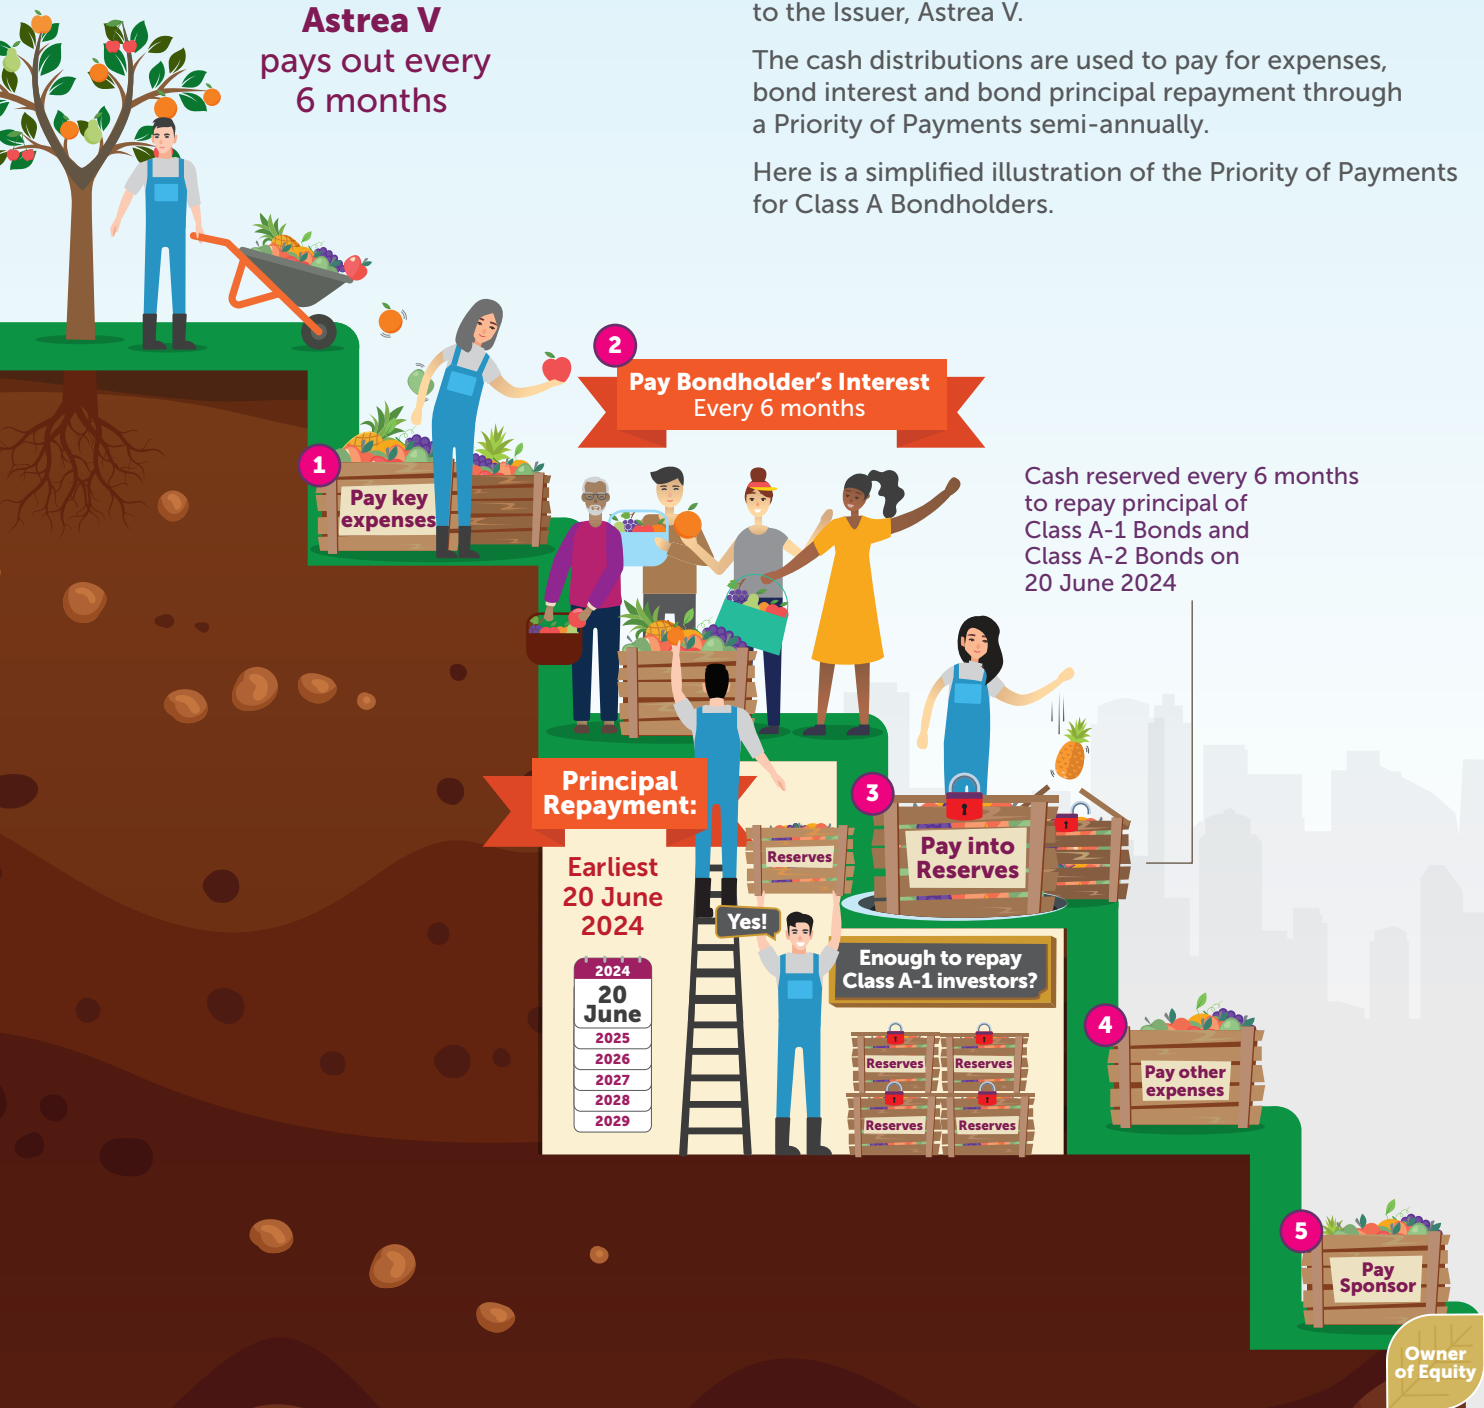 Astrea V
pays out every
6 months
to the Issuer, Astrea V.
The cash distributions are used to pay for expenses,
bond interest and bond principal repayment through
a Priority of Payments semi-annually.
Here is a simplified illustration of the Priority of Payments
for Class A Bondholders.
1
Pay key
expenses
2
Pay Bondholder's Interest
Every 6 months
Cash reserved every 6 months
to repay principal of
Class A-1 Bonds and
Class A-2 Bonds on
20 June 2024
3
Pay into
Reserves
Principal
Repayment:
Earliest
20 June
2024
2024
20
June
2025
2026
2027
2028
2029
Reserves
Yes!
Enough to repay
Class A-1 investors?
Reserves
Reserves
Reserves
Reserves
4
Pay other
expenses
5
Pay
Sponsor
Owner
of Equity